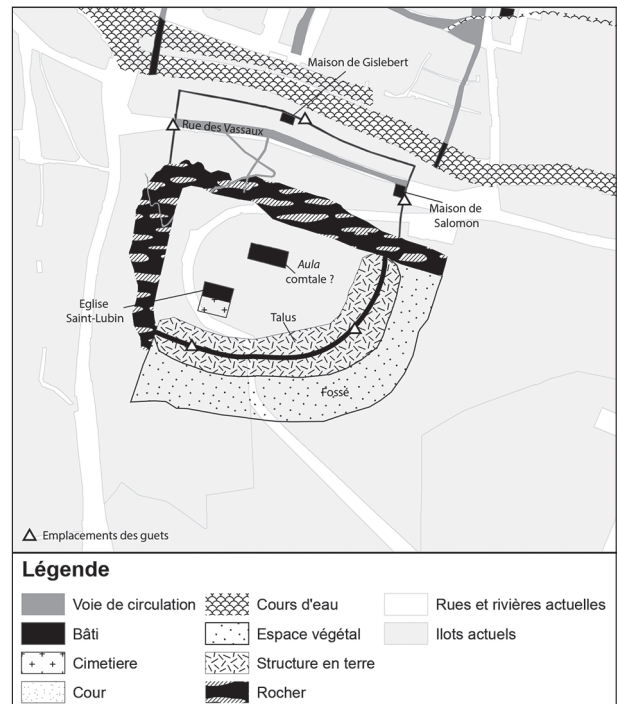 Maison de Gislebert
Rue des Vassaux
Maison de
Salomon
Aula
comtale ?
Eglise
Saint-Lubin
Talus
Fossé
Emplacements des guets
Légende
Voie de circulation
Cours d'eau
Rues et rivières actuelles
Bâti
Espace végétal
Ilots actuels
Cimetiere
Structure en terre
Cour
Rocher